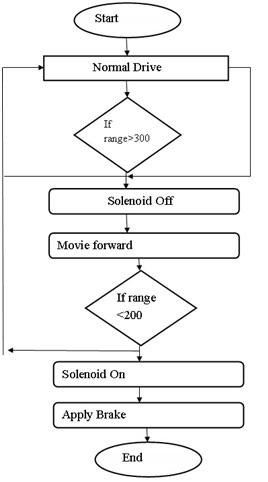 Start
Normal Drive
If
range>300
Solenoid Off
Movie forward
If range
<200
Solenoid On
Apply Brake
End